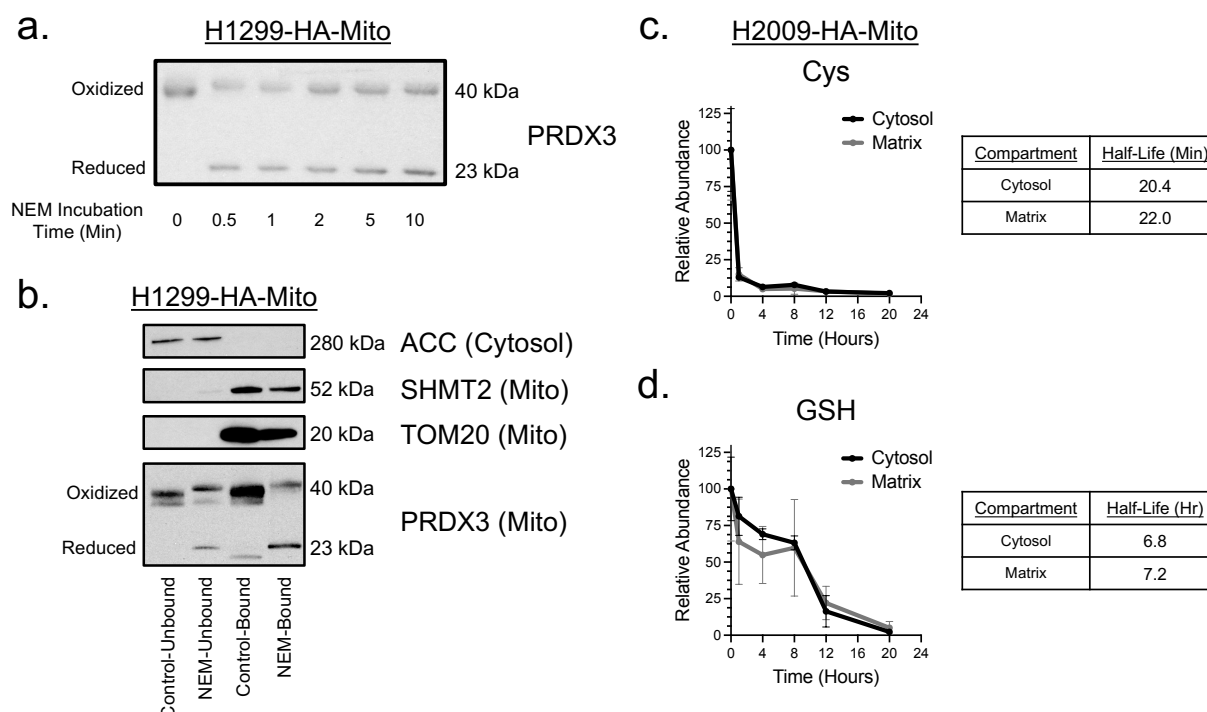 a.
H1299-HA-Mito
Oxidized
40 kDa
PRDX3
Reduced
23 kDa
NEM Incubation
Time (Min)
0 0.5 1 2 5 10
b.
H1299-HA-Mito
280 kDa ACC (Cytosol)
52 kDa SHMT2 (Mito)
20 kDa TOM20 (Mito)
Oxidized
40 kDa
PRDX3 (Mito)
Reduced
23 kDa
Control-Unbound
NEM-Unbound
Control-Bound
NEM-Bound
c.
H2009-HA-Mito
Cys
Relative Abundance
125
100
75
50
25
0
Cytosol
Matrix
0 4 8 12 16 20 24
Time (Hours)
Compartment Half-Life (Min)
Cytosol 20.4
Matrix 22.0
d.
GSH
Relative Abundance
125
100
75
50
25
0
Cytosol
Matrix
0 4 8 12 16 20 24
Time (Hours)
Compartment Half-Life (Hr)
Cytosol 6.8
Matrix 7.2